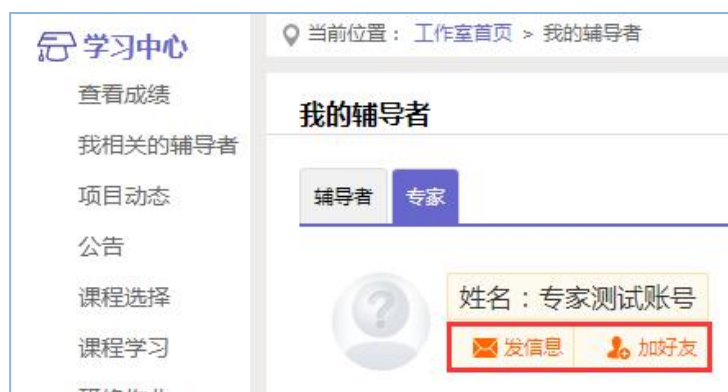 学习中心
查看成绩
我相关的辅导者
项目动态
公告
课程选择
课程学习
当前位置： 工作室首页 > 我的辅导者
我的辅导者
辅导者
专家
姓名：专家测试账号
发信息
加好友